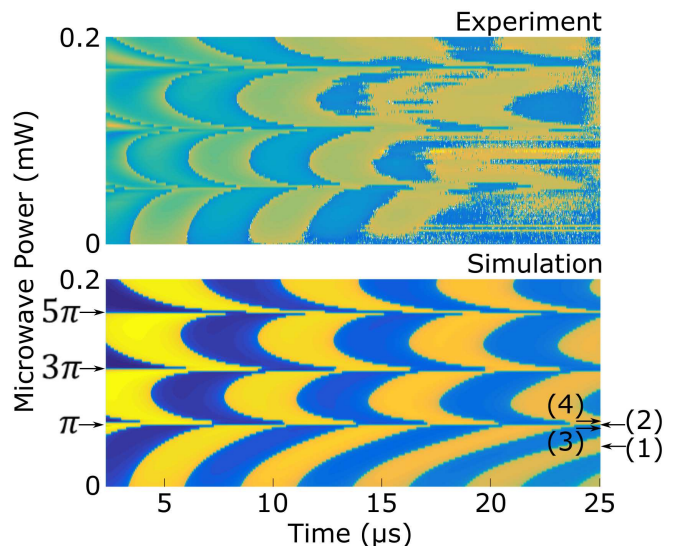 Experiment
0.2
Microwave Power (mW)
0
Simulation
0.2
5π
3π
π
(4)
(2)
(3)
(1)
0
5
10
15
20
25
Time (μs)